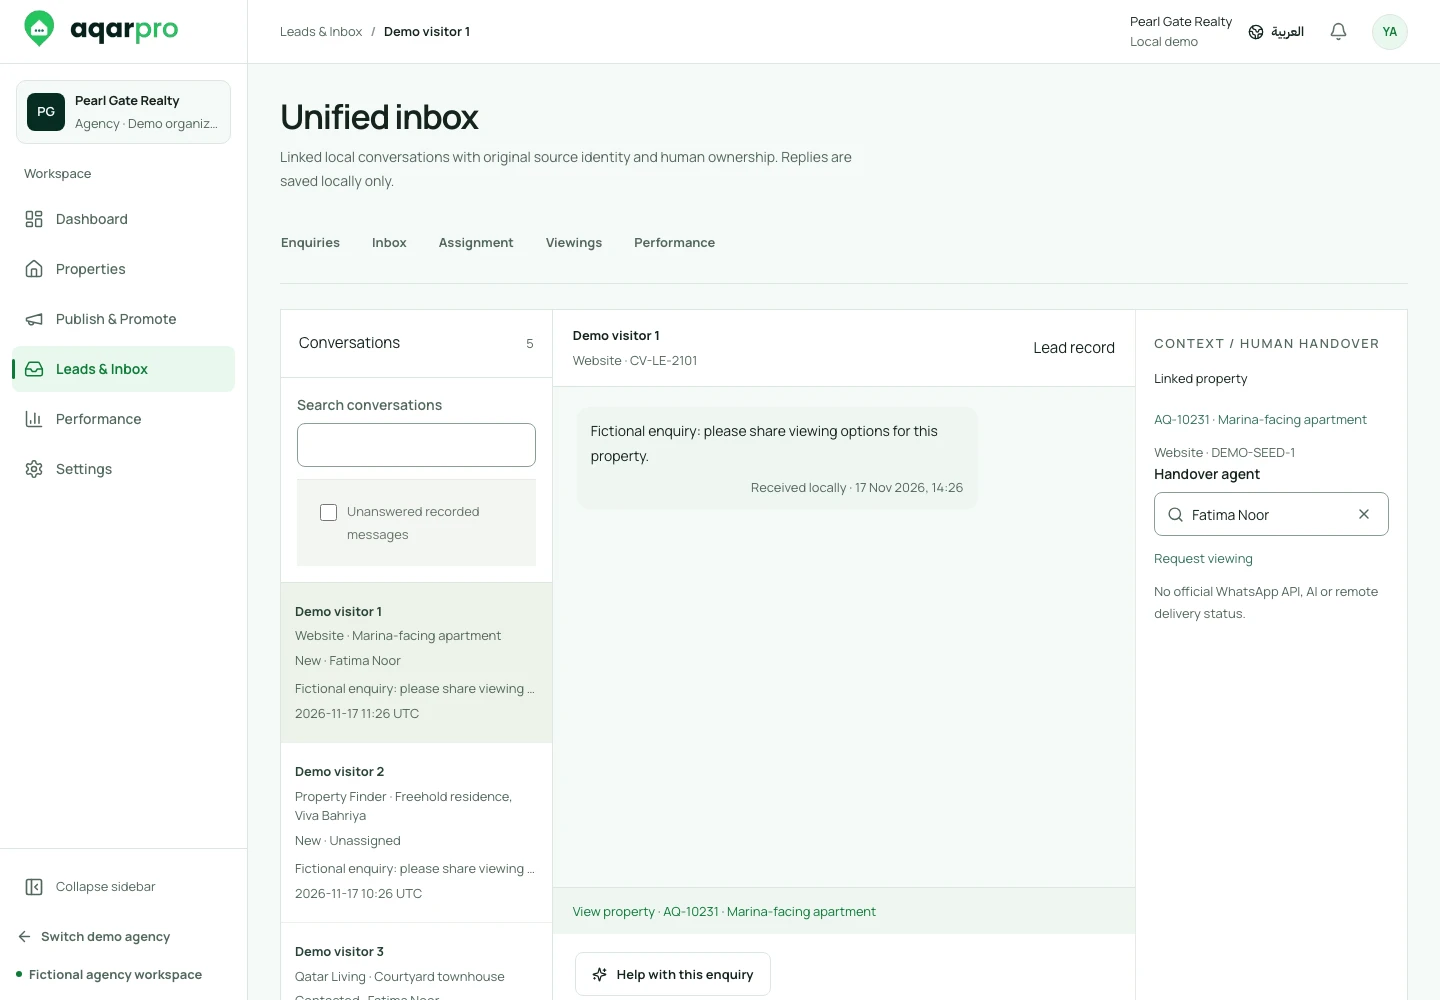 aqarpro
Leads & Inbox / Demo visitor 1
Pearl Gate Realty
Local demo
العربية
YA
PG
Pearl Gate Realty
Agency · Demo organiz...
Workspace
Dashboard
Properties
Publish & Promote
Leads & Inbox
Performance
Settings
Collapse sidebar
Switch demo agency
Fictional agency workspace
Unified inbox
Linked local conversations with original source identity and human ownership. Replies are
saved locally only.
Enquiries
Inbox
Assignment
Viewings
Performance
Conversations
5
Search conversations
Unanswered recorded
messages
Demo visitor 1
Website · Marina-facing apartment
New · Fatima Noor
Fictional enquiry: please share viewing ...
2026-11-17 11:26 UTC
Demo visitor 2
Property Finder · Freehold residence,
Viva Bahriya
New · Unassigned
Fictional enquiry: please share viewing ...
2026-11-17 10:26 UTC
Demo visitor 3
Qatar Living · Courtyard townhouse
Contacted · Fatima Noor
Demo visitor 1
Website · CV-LE-2101
Lead record
Fictional enquiry: please share viewing options for this
property.
Received locally · 17 Nov 2026, 14:26
View property · AQ-10231 · Marina-facing apartment
Help with this enquiry
CONTEXT / HUMAN HANDOVER
Linked property
AQ-10231 · Marina-facing apartment
Website · DEMO-SEED-1
Handover agent
Fatima Noor
Request viewing
No official WhatsApp API, AI or remote
delivery status.